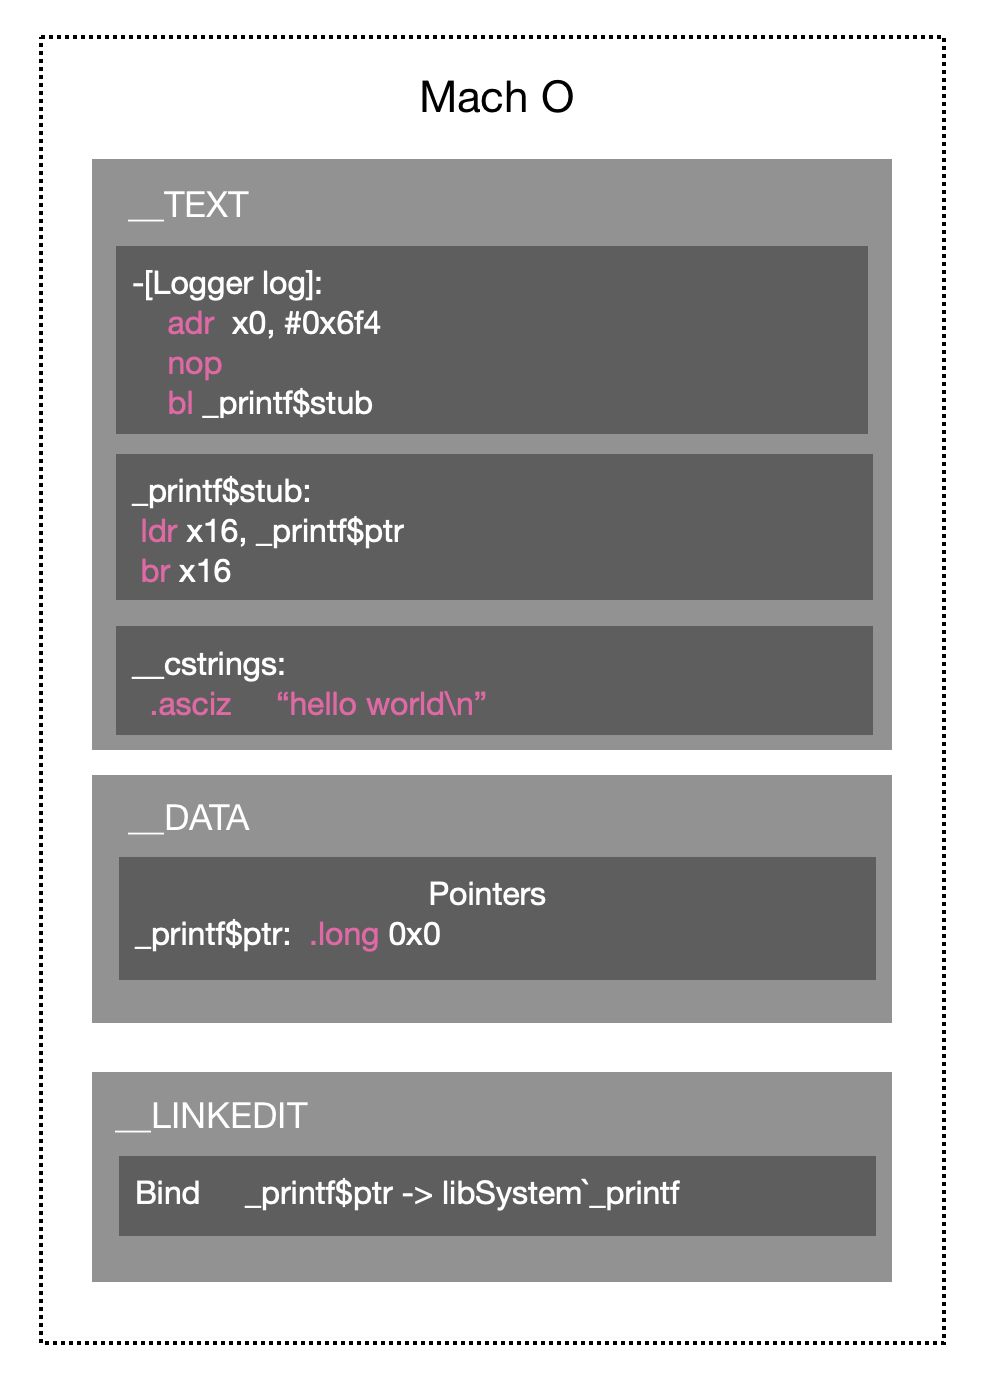 Mach O
__TEXT
-[Logger log]:
adr x0, #0x6f4
nop
bl _printf$stub
_printf$stub:
ldr x16, _printf$ptr
br x16
__cstrings:
.asciz “hello world\n”
__DATA
Pointers
_printf$ptr: .long 0x0
__LINKEDIT
Bind _printf$ptr -> libSystem`_printf